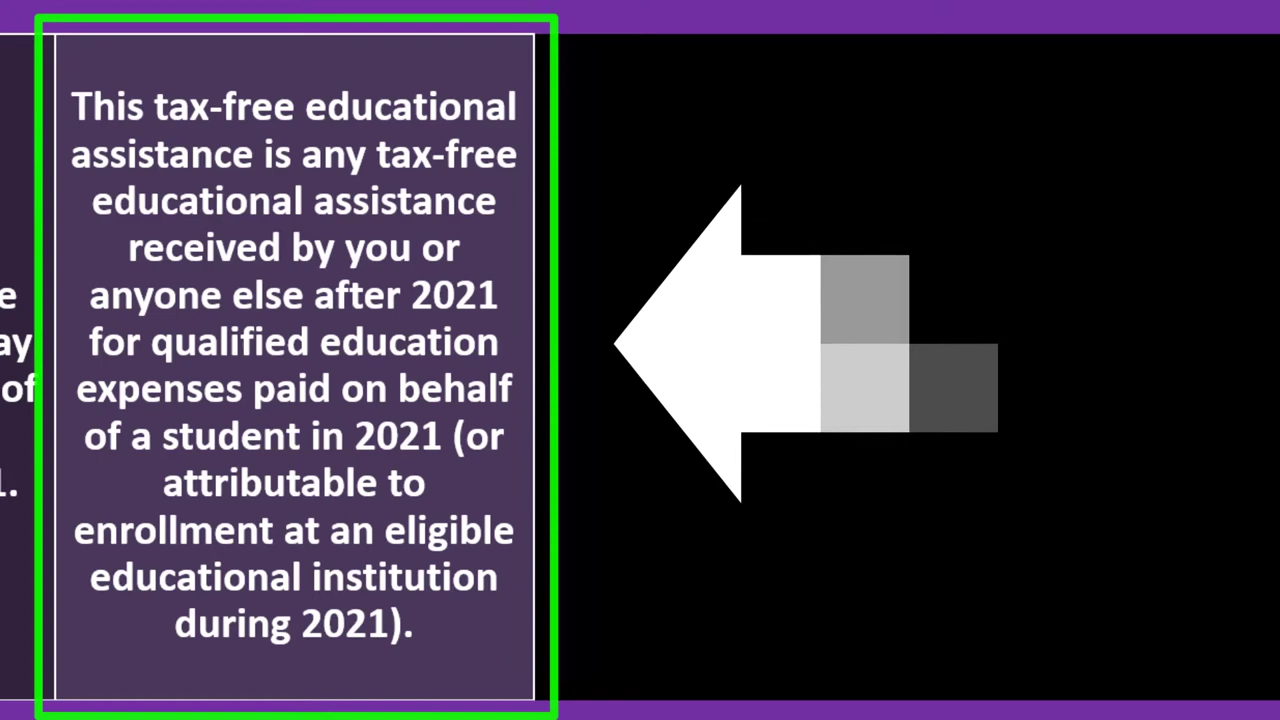 This tax-free educational
assistance is any tax-free
educational assistance
received by you or
anyone else after 2021
for qualified education
expenses paid on behalf
of a student in 2021 (or
attributable to
enrollment at an eligible
educational institution
during 2021).
of